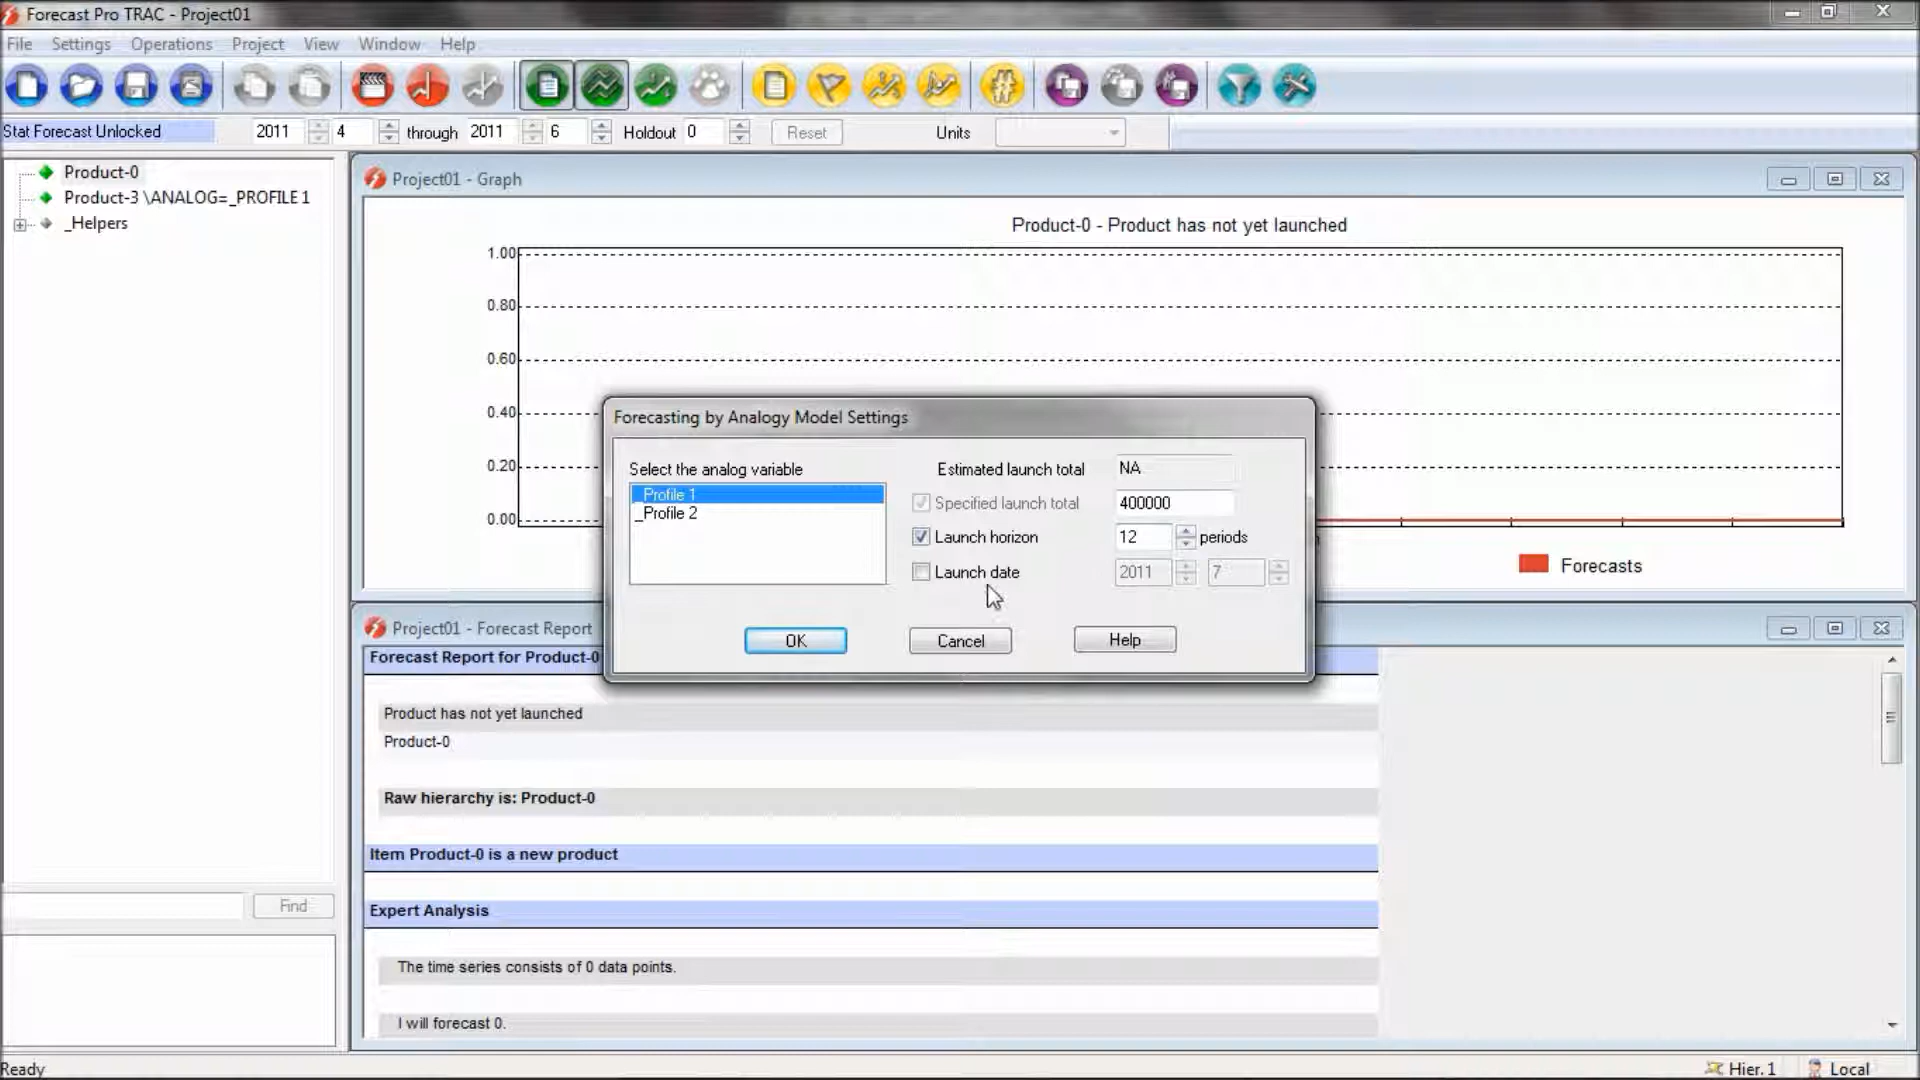 Forecast Pro TRAC - Project01
File Settings Operations Project View Window Help
Stat Forecast Unlocked 2011 4 through 2011 6 Holdout 0 Reset Units
Product-0
Product-3 \ANALOG=_PROFILE 1
_Helpers
Find
Project01 - Graph
Product-0 - Product has not yet launched
1.00
0.80
0.60
0.40
0.20
0.00
Forecasts
Forecasting by Analogy Model Settings
Select the analog variable
_Profile 1
_Profile 2
Estimated launch total NA
Specified launch total 400000
Launch horizon 12 periods
Launch date 2011 7
OK Cancel Help
Project01 - Forecast Report
Forecast Report for Product-0
Product has not yet launched
Product-0
Raw hierarchy is: Product-0
Item Product-0 is a new product
Expert Analysis
The time series consists of 0 data points.
I will forecast 0.
Ready Hier. 1 Local